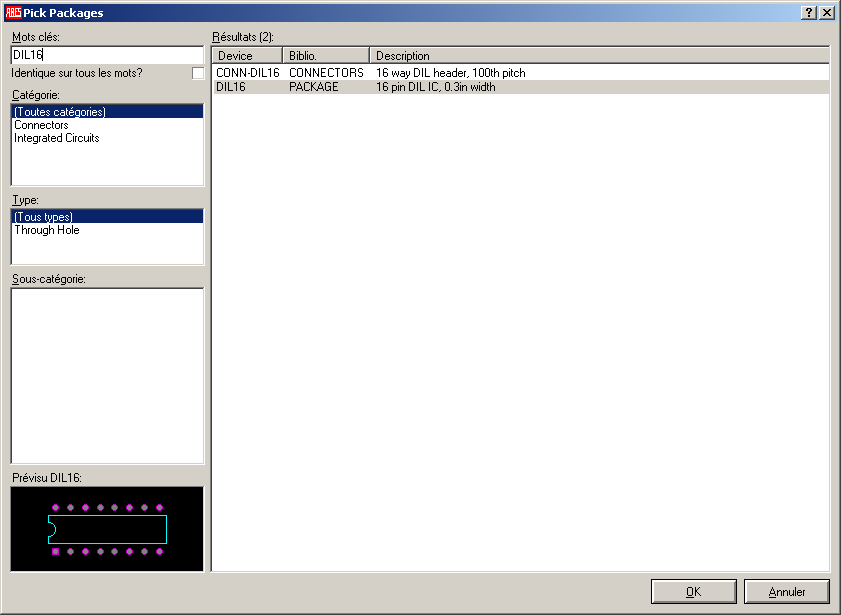 ARES Pick Packages
Mots clés:
DIL16
Identique sur tous les mots?
Catégorie:
(Toutes catégories)
Connectors
Integrated Circuits
Type:
(Tous types)
Through Hole
Sous-catégorie:
Prévisu DIL16:
Résultats (2):
Device Biblio. Description
CONN-DIL16 CONNECTORS 16 way DIL header, 100th pitch
DIL16 PACKAGE 16 pin DIL IC, 0.3in width
OK Annuler